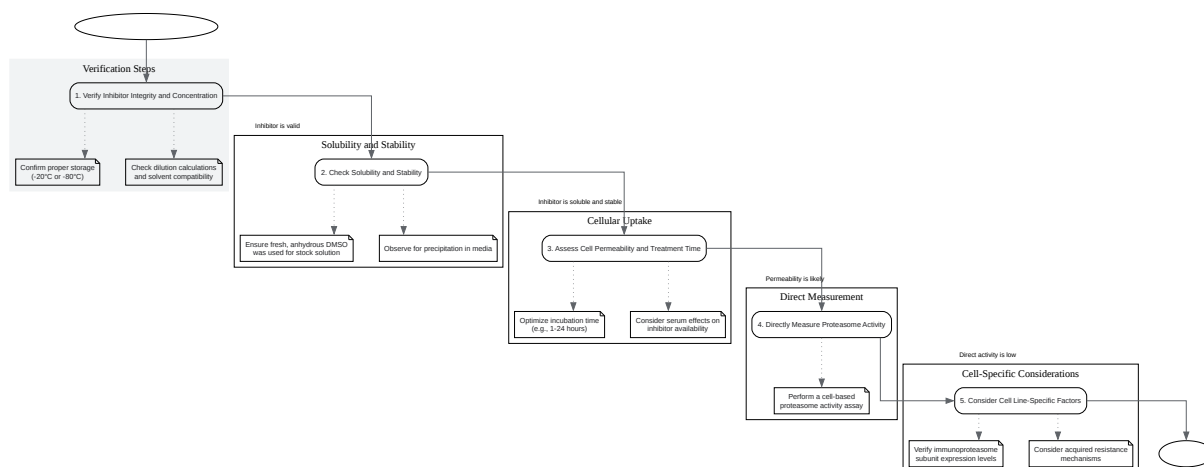 Verification Steps
1. Verify Inhibitor Integrity and Concentration
Confirm proper storage
(-20°C or -80°C)
Check dilution calculations
and solvent compatibility
Inhibitor is valid
Solubility and Stability
2. Check Solubility and Stability
Ensure fresh, anhydrous DMSO
was used for stock solution
Observe for precipitation in media
Inhibitor is soluble and stable
Cellular Uptake
3. Assess Cell Permeability and Treatment Time
Optimize incubation time
(e.g., 1-24 hours)
Consider serum effects on
inhibitor availability
Permeability is likely
Direct Measurement
4. Directly Measure Proteasome Activity
Perform a cell-based
proteasome activity assay
Direct activity is low
Cell-Specific Considerations
5. Consider Cell Line-Specific Factors
Verify immunoproteasome
subunit expression levels
Consider acquired resistance
mechanisms